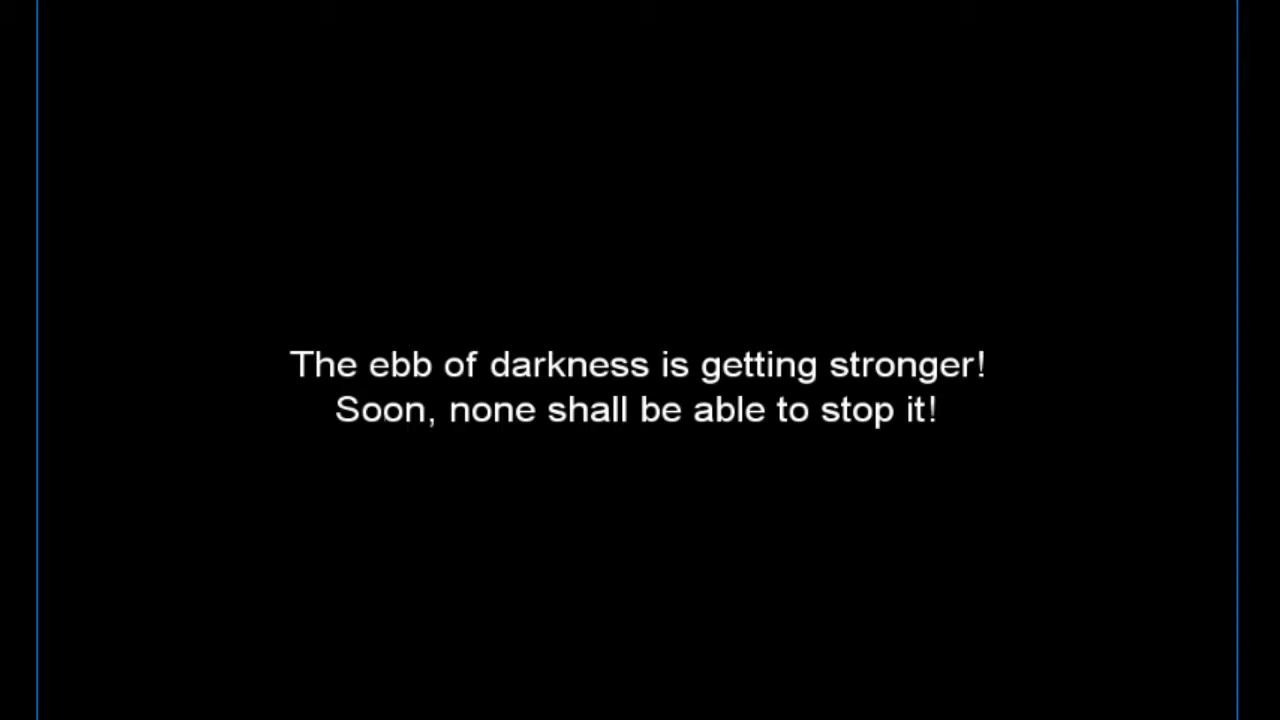 The ebb of darkness is getting stronger!
Soon, none shall be able to stop it!